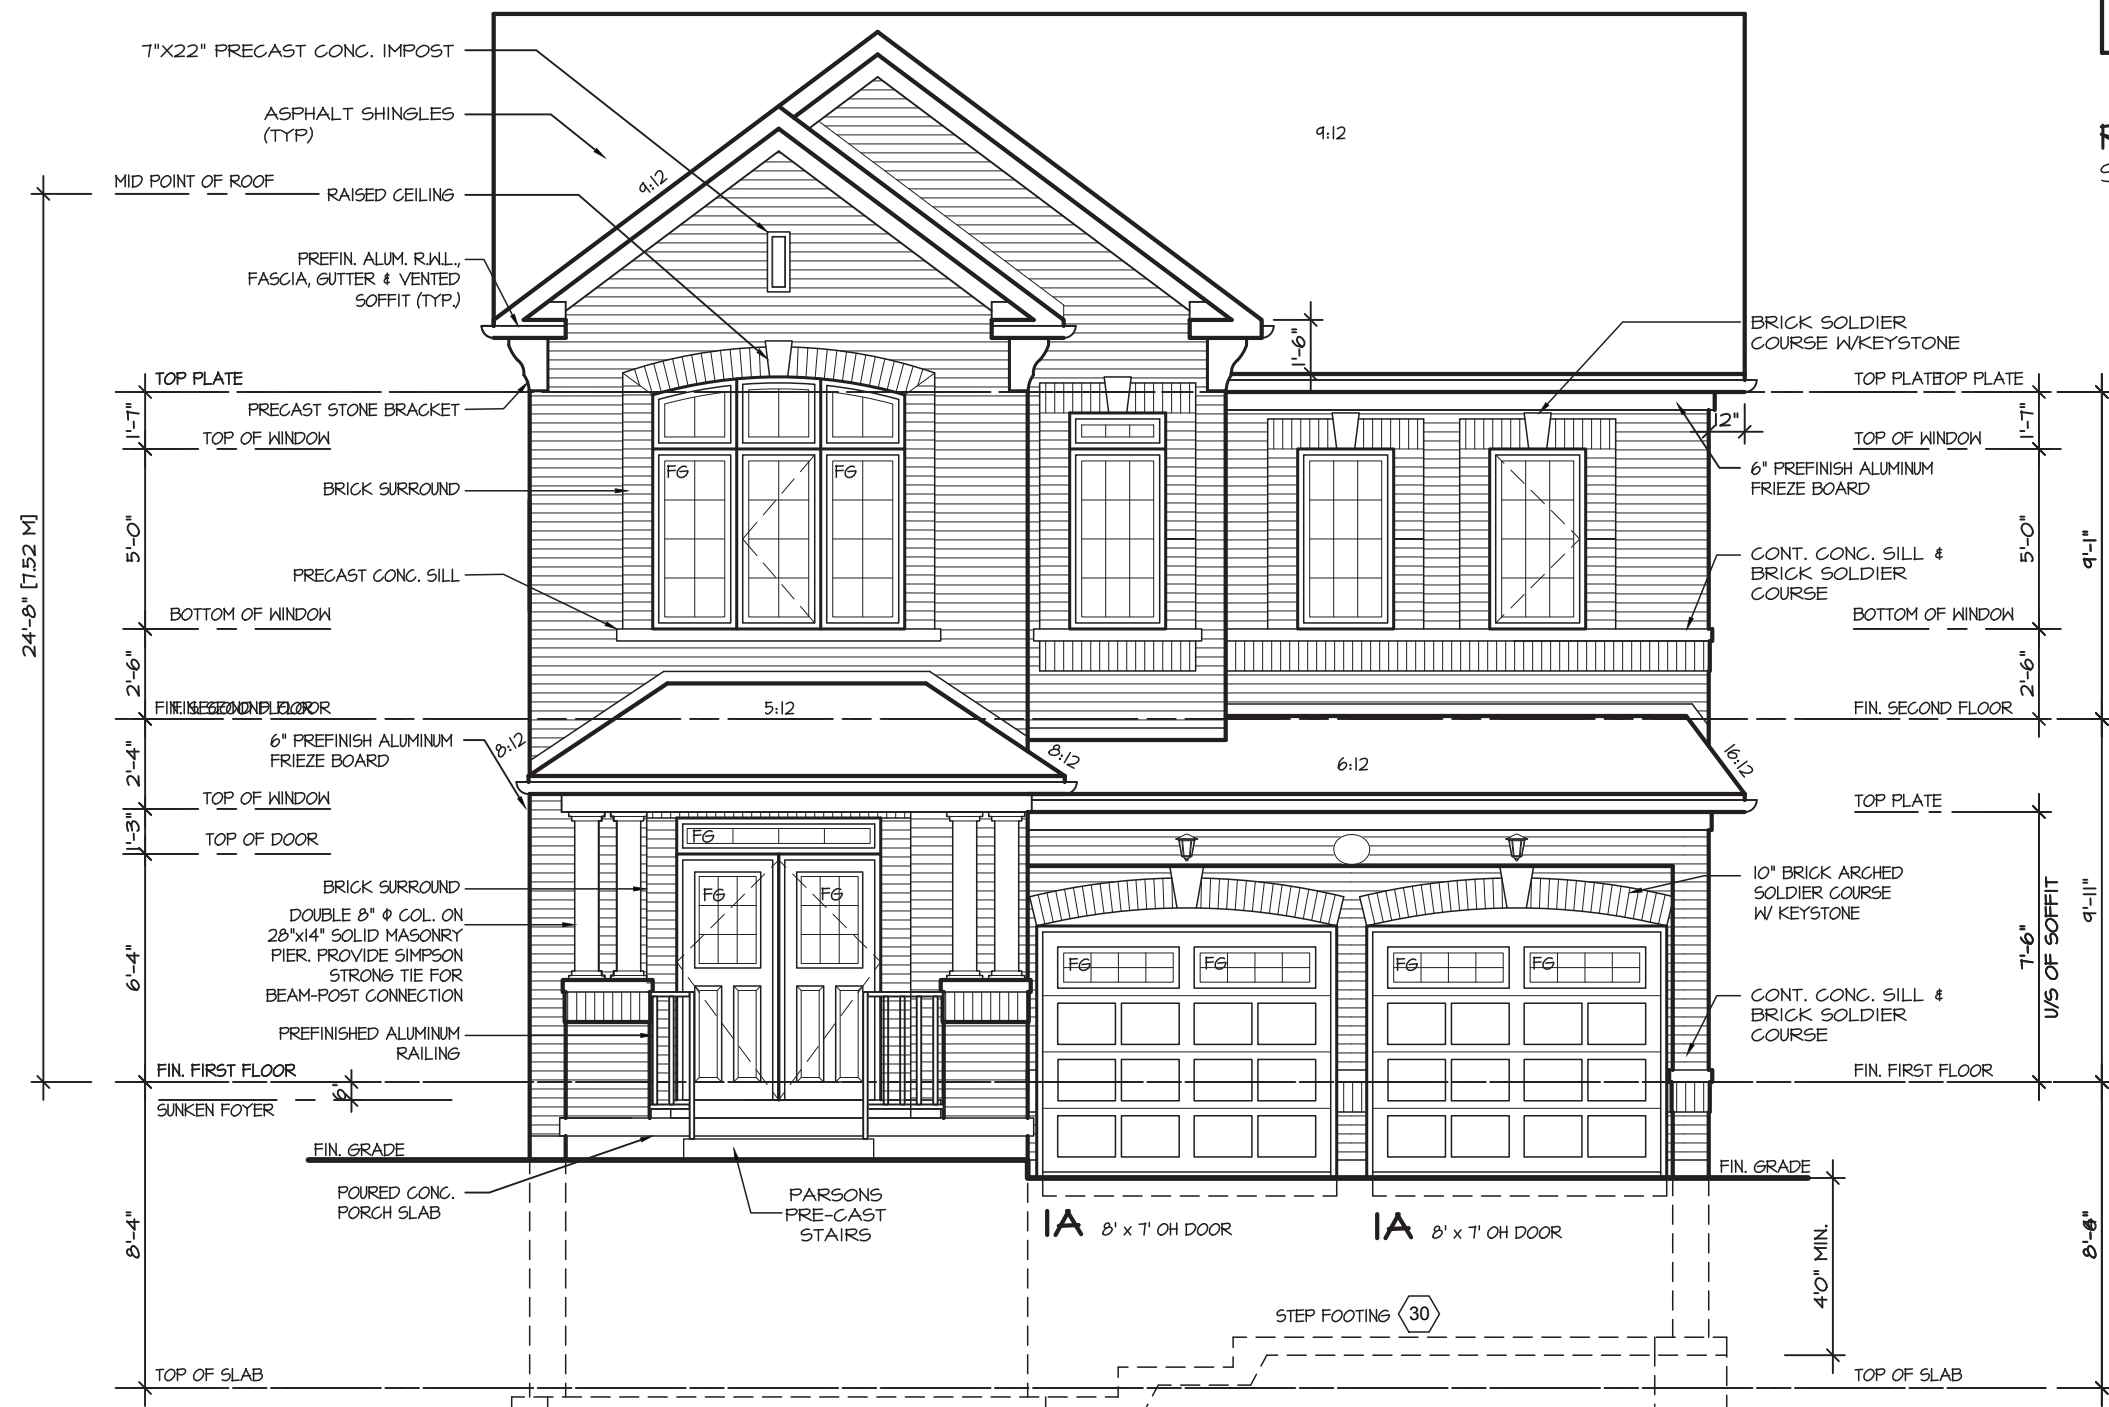 7"X22" PRECAST CONC. IMPOST
ASPHALT SHINGLES
(TYP)
MID POINT OF ROOF
RAISED CEILING
PREFIN. ALUM. R.W.L.,
FASCIA, GUTTER & VENTED
SOFFIT (TYP.)
TOP PLATE
PRECAST STONE BRACKET
TOP OF WINDOW
BRICK SURROUND
PRECAST CONC. SILL
BOTTOM OF WINDOW
FIN. SECOND FLOOR
6" PREFINISH ALUMINUM
FRIEZE BOARD
TOP OF WINDOW
TOP OF DOOR
BRICK SURROUND
DOUBLE 8" Φ COL. ON
28"x14" SOLID MASONRY
PIER. PROVIDE SIMPSON
STRONG TIE FOR
BEAM-POST CONNECTION
PREFINISHED ALUMINUM
RAILING
FIN. FIRST FLOOR
SUNKEN FOYER
FIN. GRADE
POURED CONC.
PORCH SLAB
TOP OF SLAB
24'-8" [7.52 M]
1'-7"
5'-0"
2'-6"
2'-4"
1'-3"
6'-4"
8'-4"
6"
9:12
9:12
1'-6"
FG
FG
5:12
8:12
8:12
6:12
16:12
FG
FG
FG
FG
FG
FG
FG
PARSONS
PRE-CAST
STAIRS
1A 8' x 7' OH DOOR
1A 8' x 7' OH DOOR
STEP FOOTING 30
BRICK SOLDIER
COURSE W/KEYSTONE
TOP PLATE TOP PLATE
12"
TOP OF WINDOW
6" PREFINISH ALUMINUM
FRIEZE BOARD
CONT. CONC. SILL &
BRICK SOLDIER
COURSE
BOTTOM OF WINDOW
FIN. SECOND FLOOR
TOP PLATE
10" BRICK ARCHED
SOLDIER COURSE
W/ KEYSTONE
CONT. CONC. SILL &
BRICK SOLDIER
COURSE
FIN. FIRST FLOOR
FIN. GRADE
TOP OF SLAB
1'-7"
5'-0"
2'-6"
9'-1"
7'-6"
U/S OF SOFFIT
9'-11"
4'0" MIN.